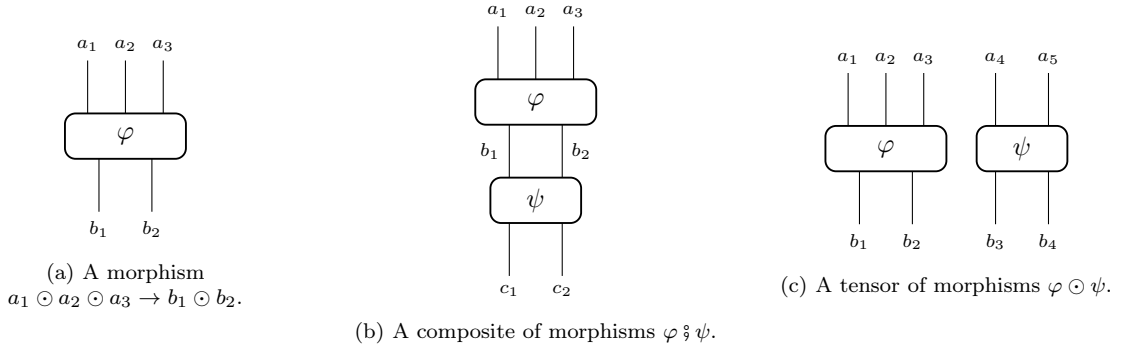 a₁ a₂ a₃
φ
b₁ b₂
(a) A morphism
a₁ ⊙ a₂ ⊙ a₃ → b₁ ⊙ b₂.
a₁ a₂ a₃
φ
b₁ b₂
ψ
c₁ c₂
(b) A composite of morphisms φ ⨟ ψ.
a₁ a₂ a₃ a₄ a₅
φ ψ
b₁ b₂ b₃ b₄
(c) A tensor of morphisms φ ⊙ ψ.